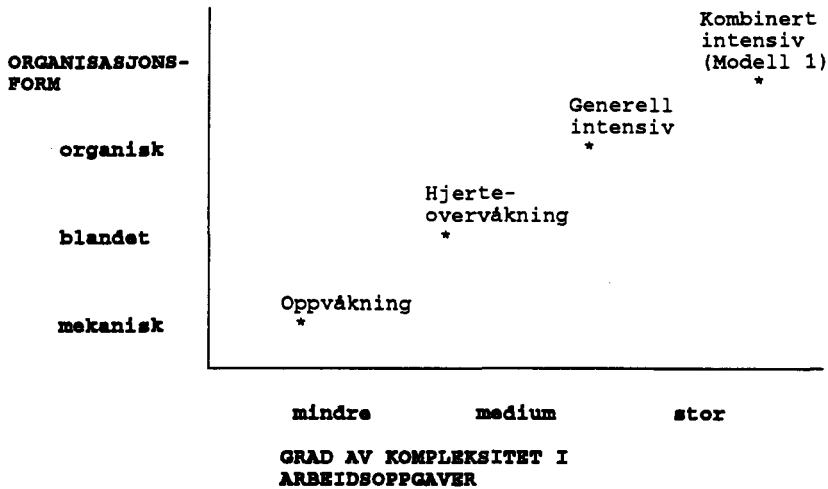 Kombinert
intensiv
(Modell 1)
*
ORGANISASJONS-
FORM
Generell
intensiv
*
organisk
Hjerte-
overvåkning
*
blandet
Oppvåkning
*
mekanisk
mindre medium stor
GRAD AV KOMPLEKSITET I
ARBEIDSOPPGAVER